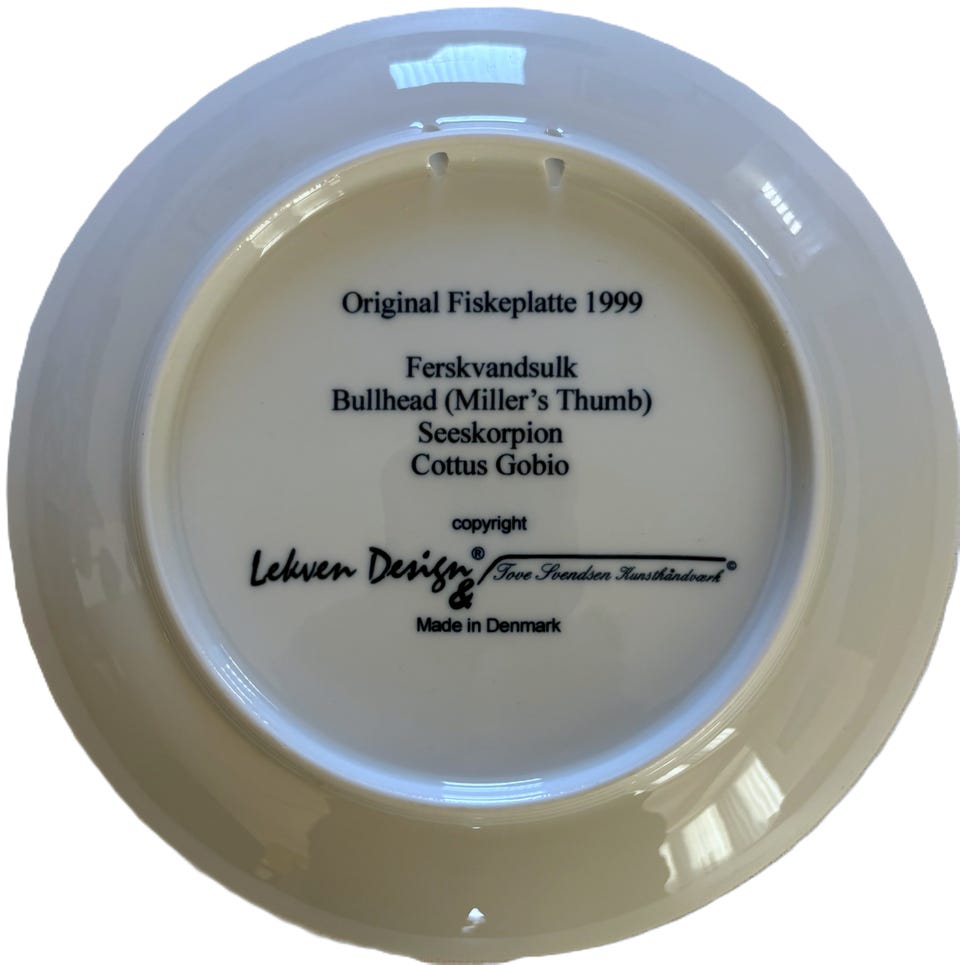 Original Fiskeplatte 1999
Ferskvandsulk
Bullhead (Miller's Thumb)
Seeskorpion
Cottus Gobio
copyright
Lekven Design® Tove Svendsen Kunsthåndværk©
&
Made in Denmark